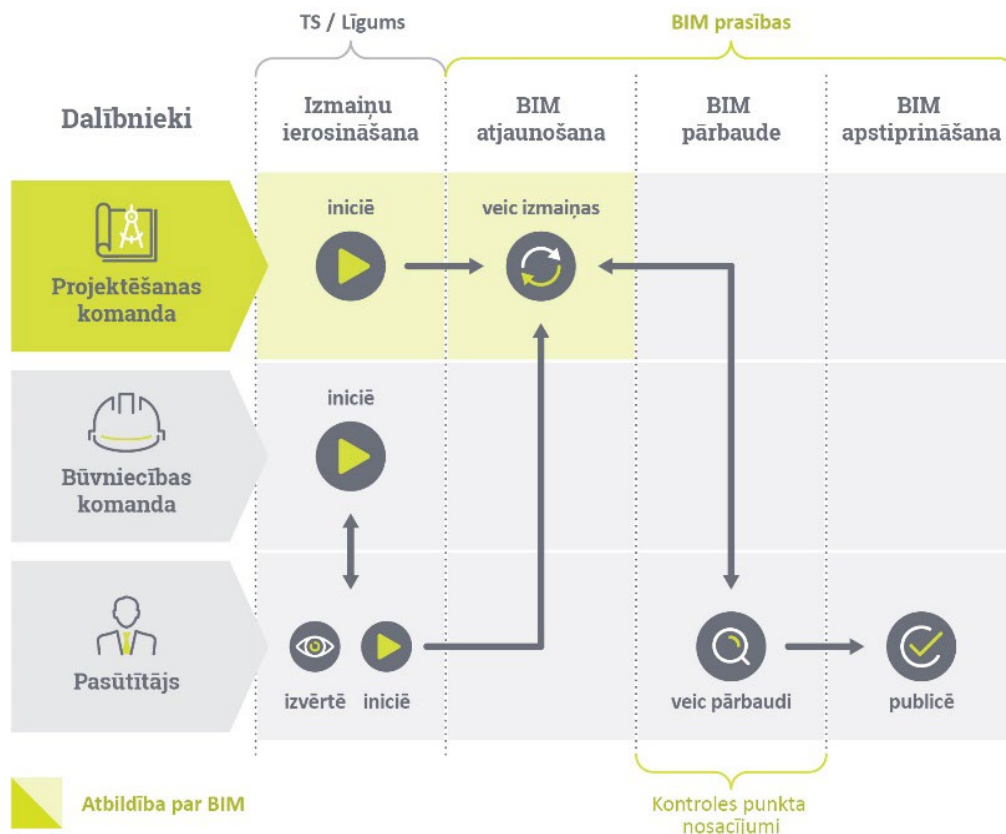 TS / Līgums
BIM prasības
Dalībnieki
Izmaiņu
ierosināšana
BIM
atjaunošana
BIM
pārbaude
BIM
apstiprināšana
Projektēšanas
komanda
iniciē
veic izmaiņas
Būvniecības
komanda
iniciē
Pasūtītājs
izvērtē
iniciē
veic pārbaudi
publicē
Atbildība par BIM
Kontroles punkta
nosacījumi